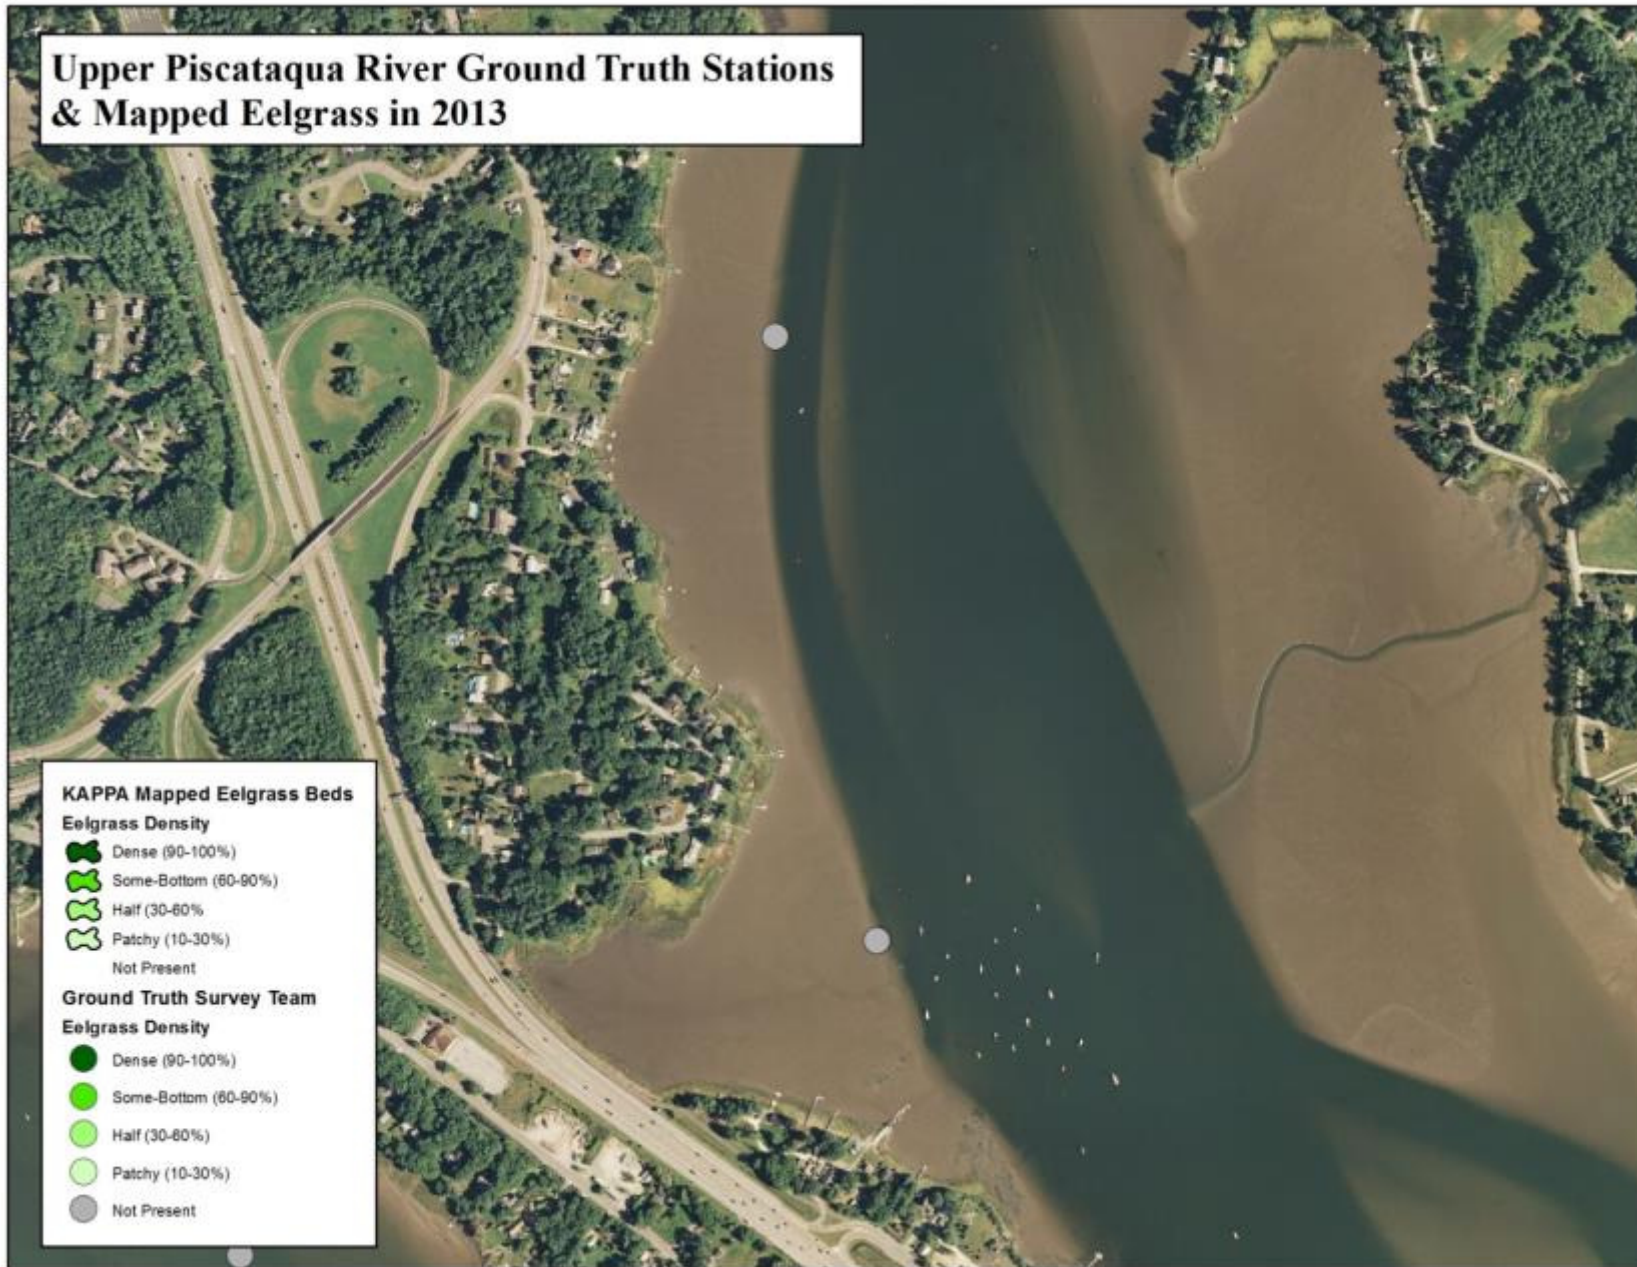 Upper Piscataqua River Ground Truth Stations
& Mapped Eelgrass in 2013
KAPPA Mapped Eelgrass Beds
Eelgrass Density
Dense (90-100%)
Some-Bottom (60-90%)
Half (30-60%
Patchy (10-30%)
Not Present
Ground Truth Survey Team
Eelgrass Density
Dense (90-100%)
Some-Bottom (60-90%)
Half (30-60%)
Patchy (10-30%)
Not Present